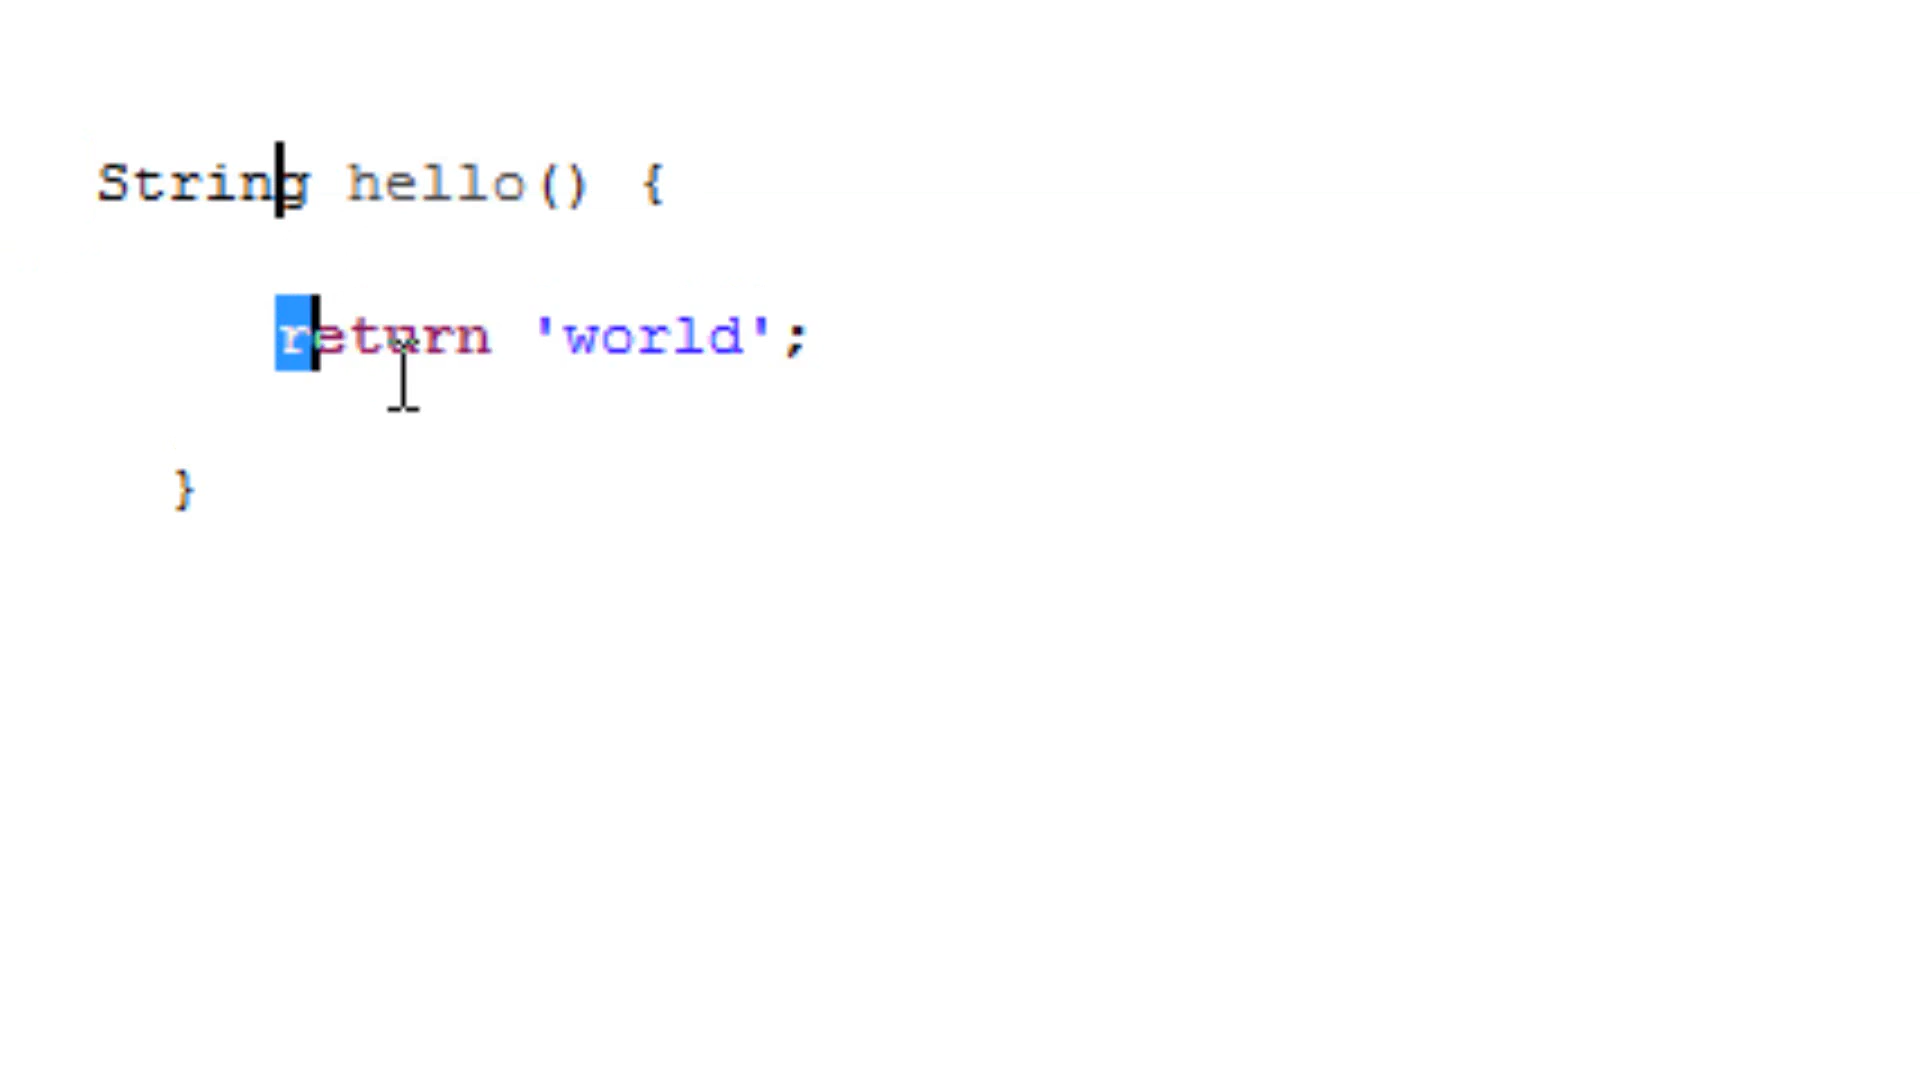 String hello() {
return 'world';
}